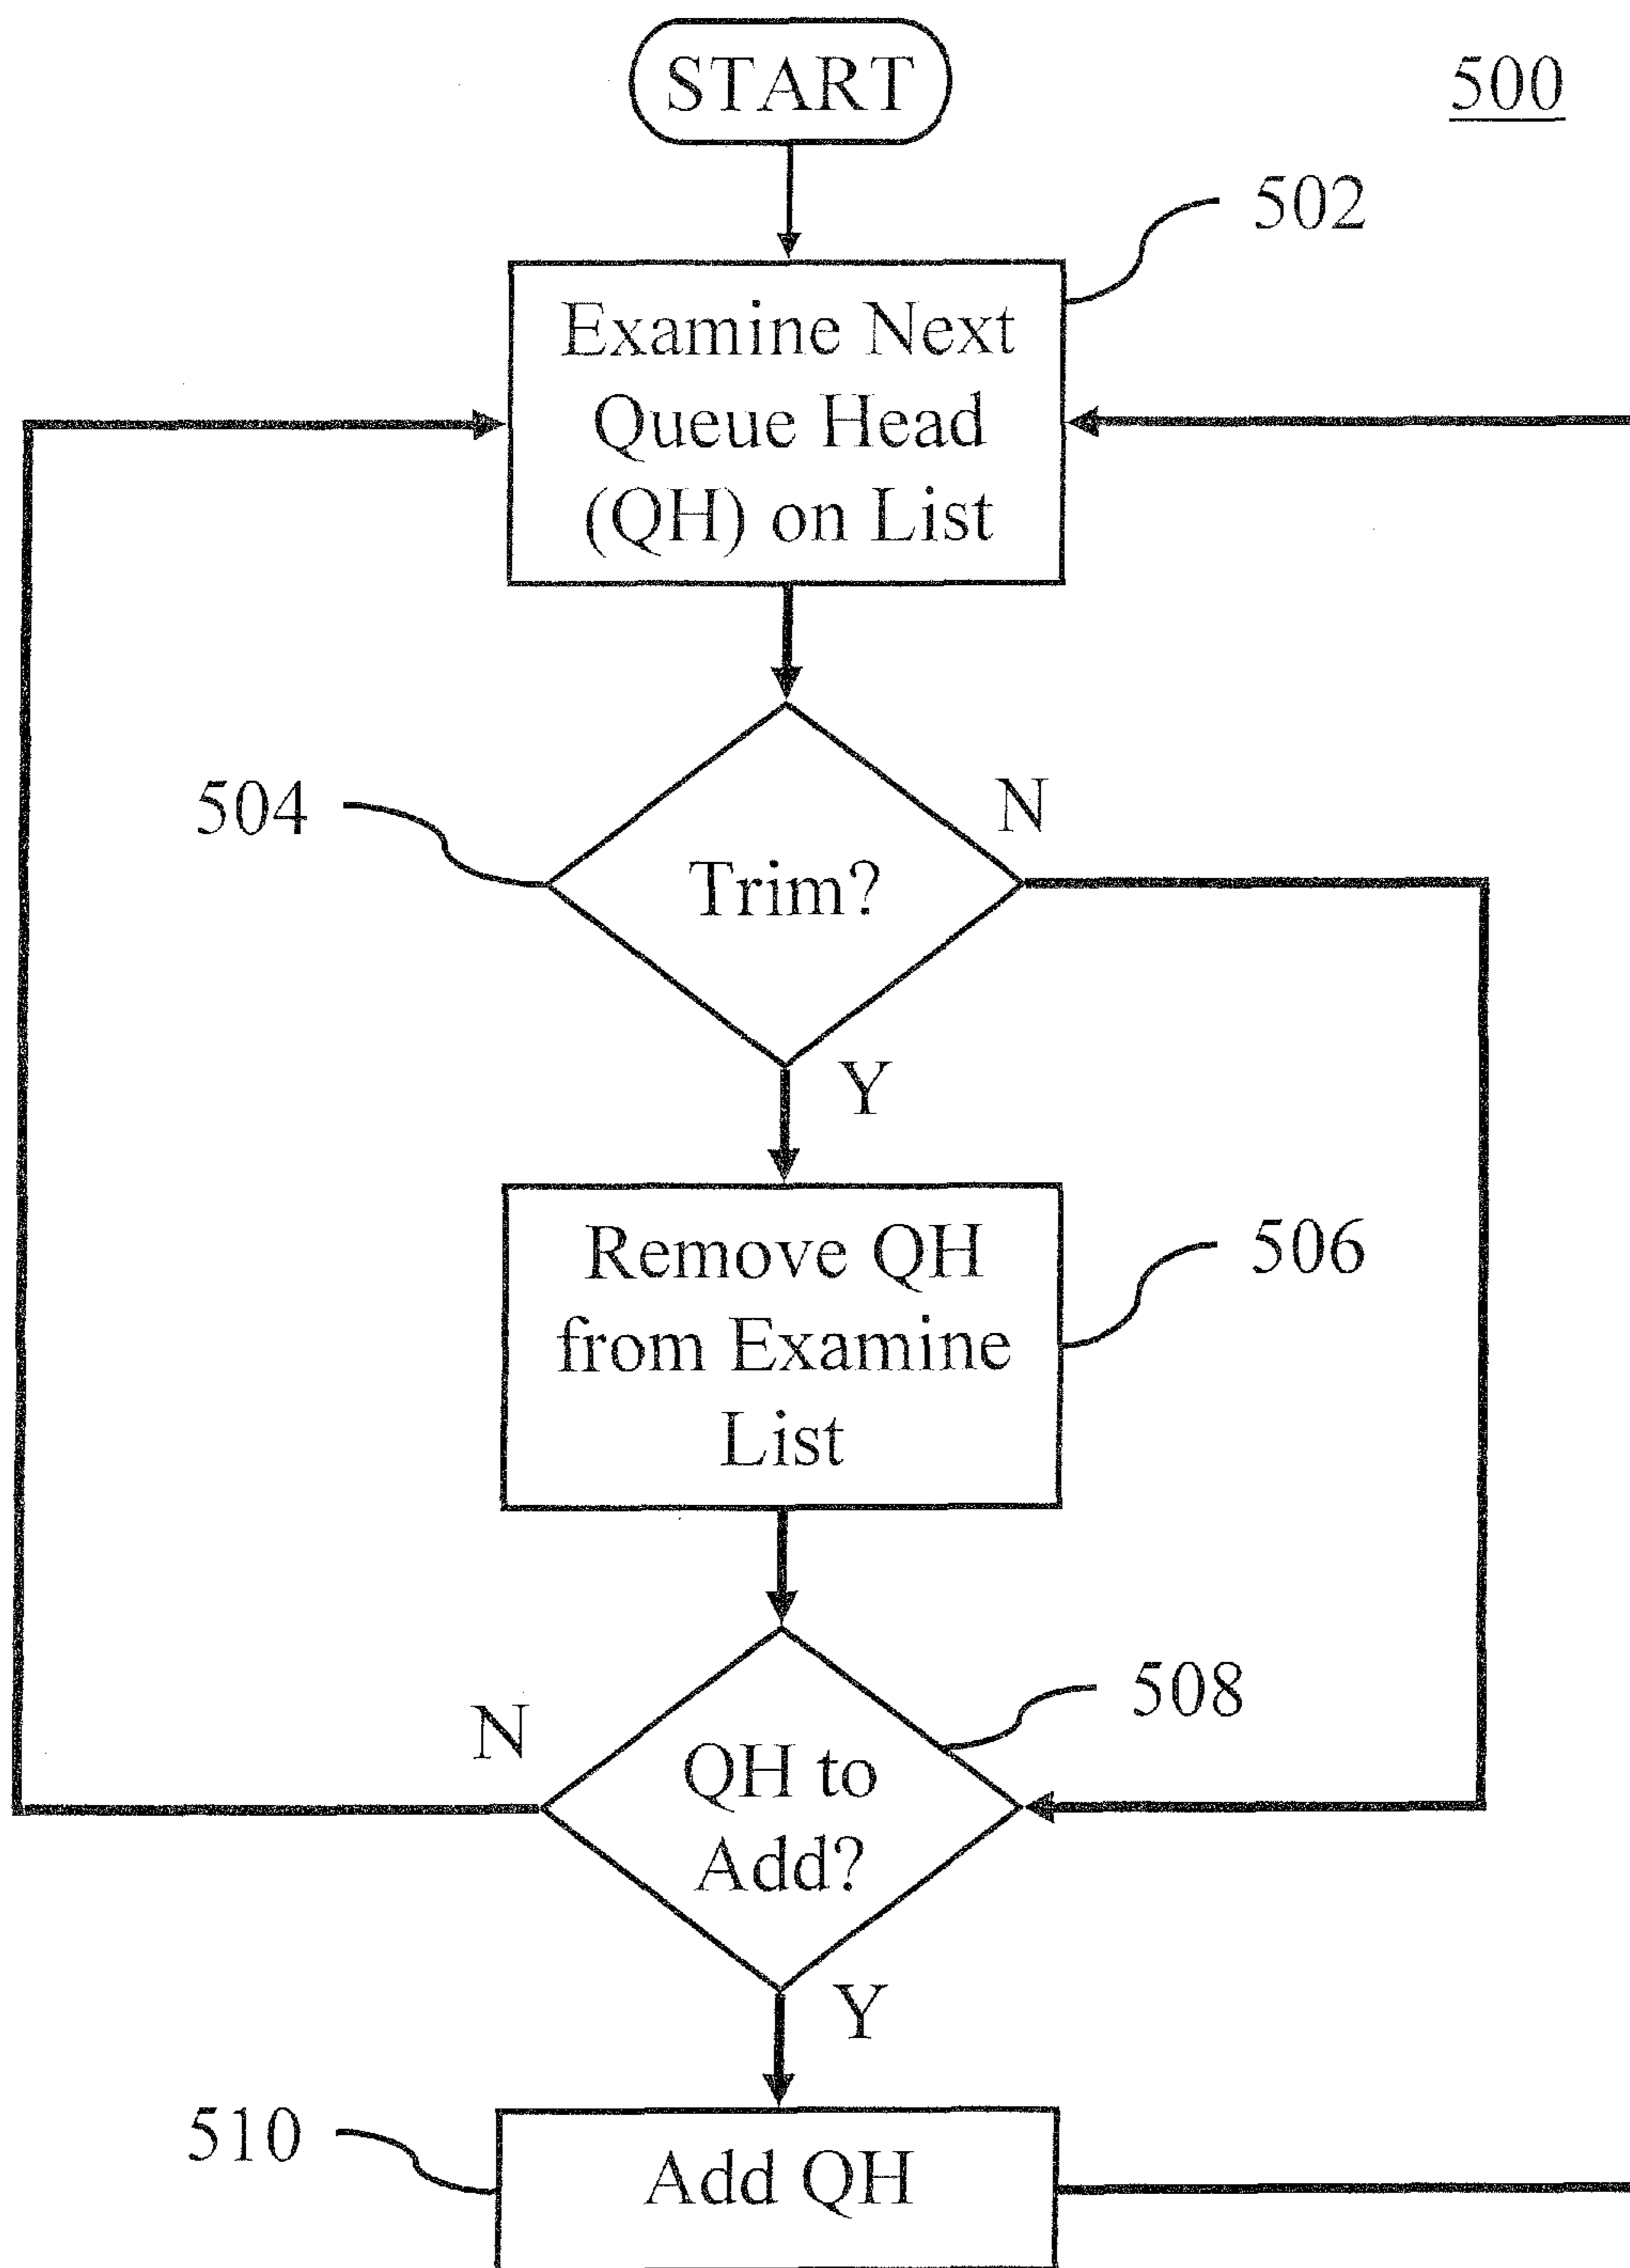 START
500
502
Examine Next
Queue Head
(QH) on List
504
N
Trim?
Y
Remove QH
from Examine
List
506
508
N
QH to
Add?
Y
510
Add QH